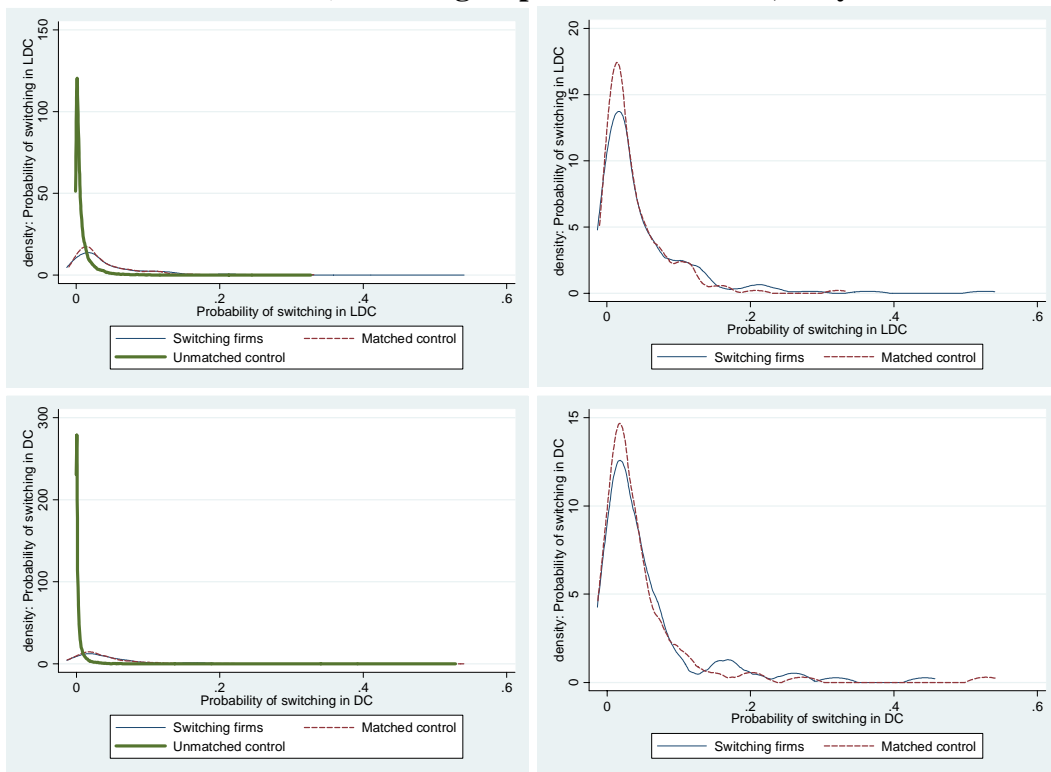 density: Probability of switching in LDC
150
100
50
0
0 .2 .4 .6
Probability of switching in LDC
Switching firms Matched control
Unmatched control
density: Probability of switching in LDC
20
15
10
5
0
0 .2 .4 .6
Probability of switching in LDC
Switching firms Matched control
density: Probability of switching in DC
300
200
100
0
0 .2 .4 .6
Probability of switching in DC
Switching firms Matched control
Unmatched control
density: Probability of switching in DC
15
10
5
0
0 .2 .4 .6
Probability of switching in DC
Switching firms Matched control